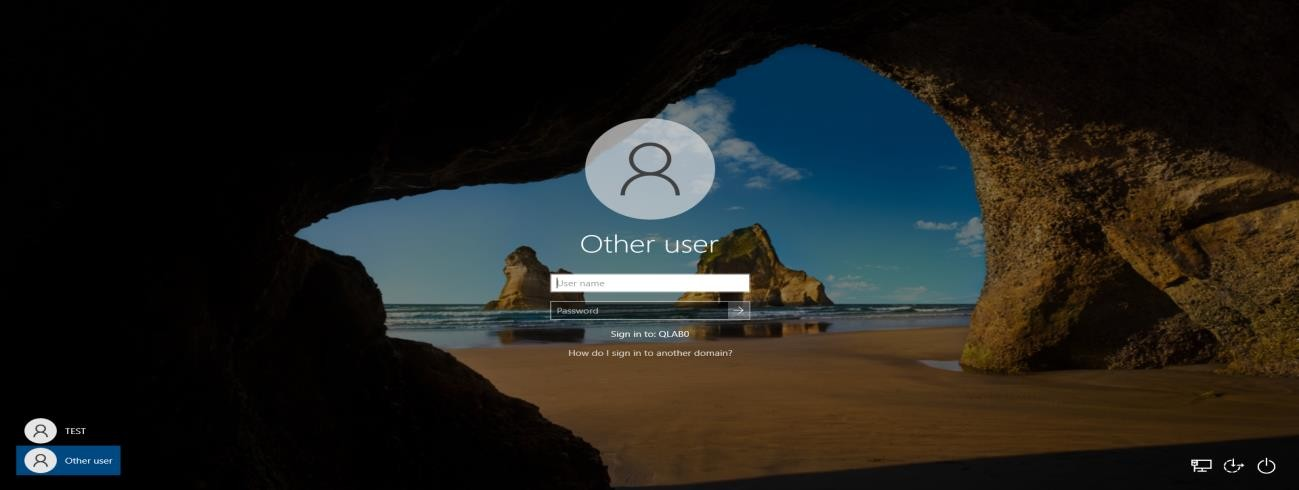 Other user
User name
Password
Sign in to: QLAB0
How do I sign in to another domain?
TEST
Other user